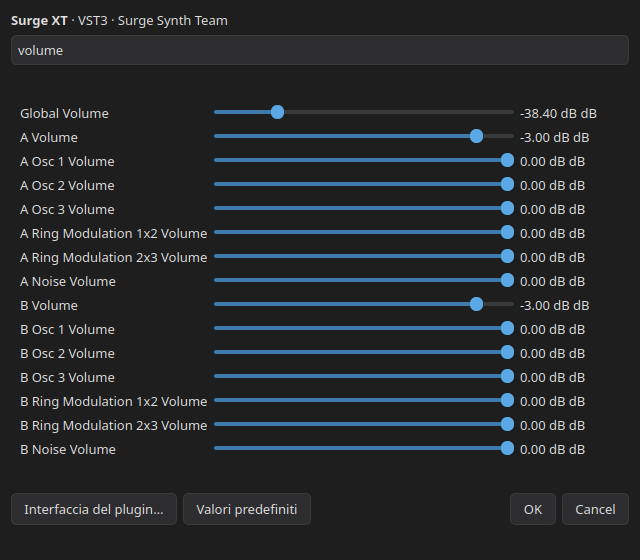 Surge XT · VST3 · Surge Synth Team
volume
Global Volume -38.40 dB dB
A Volume -3.00 dB dB
A Osc 1 Volume 0.00 dB dB
A Osc 2 Volume 0.00 dB dB
A Osc 3 Volume 0.00 dB dB
A Ring Modulation 1x2 Volume 0.00 dB dB
A Ring Modulation 2x3 Volume 0.00 dB dB
A Noise Volume 0.00 dB dB
B Volume -3.00 dB dB
B Osc 1 Volume 0.00 dB dB
B Osc 2 Volume 0.00 dB dB
B Osc 3 Volume 0.00 dB dB
B Ring Modulation 1x2 Volume 0.00 dB dB
B Ring Modulation 2x3 Volume 0.00 dB dB
B Noise Volume 0.00 dB dB
Interfaccia del plugin... Valori predefiniti OK Cancel